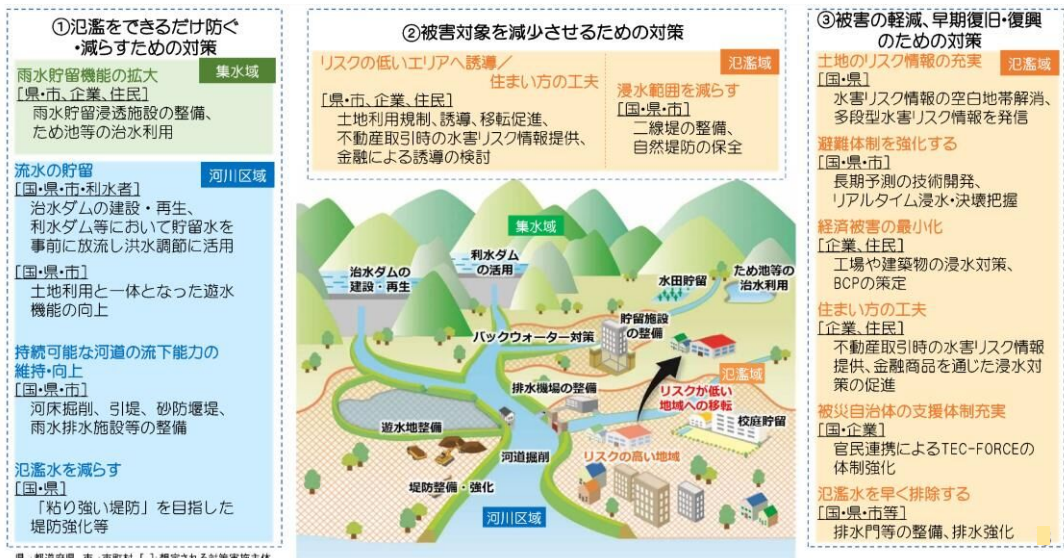 ①氾濫をできるだけ防ぐ
・減らすための対策
集水域
雨水貯留機能の拡大
[県・市、企業、住民]
雨水貯留浸透施設の整備、
ため池等の治水利用
流水の貯留
河川区域
[国・県・市・利水者]
治水ダムの建設・再生、
利水ダム等において貯留水を
事前に放流し洪水調節に活用
[国・県・市]
土地利用と一体となった遊水
機能の向上
持続可能な河道の流下能力の
維持・向上
[国・県・市]
河床掘削、引堤、砂防堰堤、
雨水排水施設等の整備
氾濫水を減らす
[国・県]
「粘り強い堤防」を目指した
堤防強化等
県:都道府県 市:市町村 [ ]:想定される対策実施主体
②被害対象を減少させるための対策
リスクの低いエリアへ誘導/
住まい方の工夫
[県・市、企業、住民]
土地利用規制、誘導、移転促進、
不動産取引時の水害リスク情報提供、
金融による誘導の検討
氾濫域
浸水範囲を減らす
[国・県・市]
二線堤の整備、
自然堤防の保全
集水域
治水ダムの
建設・再生
利水ダム
の活用
水田貯留
ため池等の
治水利用
バックウォーター対策
貯留施設
の整備
排水機場の整備
氾濫域
リスクが低い
地域への移転
遊水地整備
校庭貯留
河道掘削
リスクの高い地域
堤防整備・強化
河川区域
③被害の軽減、早期復旧・復興
のための対策
土地のリスク情報の充実
氾濫域
[国・県]
水害リスク情報の空白地帯解消、
多段型水害リスク情報を発信
避難体制を強化する
[国・県・市]
長期予測の技術開発、
リアルタイム浸水・決壊把握
経済被害の最小化
[企業、住民]
工場や建築物の浸水対策、
BCPの策定
住まい方の工夫
[企業、住民]
不動産取引時の水害リスク情報
提供、金融商品を通じた浸水対
策の促進
被災自治体の支援体制充実
[国・企業]
官民連携によるTEC-FORCEの
体制強化
氾濫水を早く排除する
[国・県・市等]
排水門等の整備、排水強化